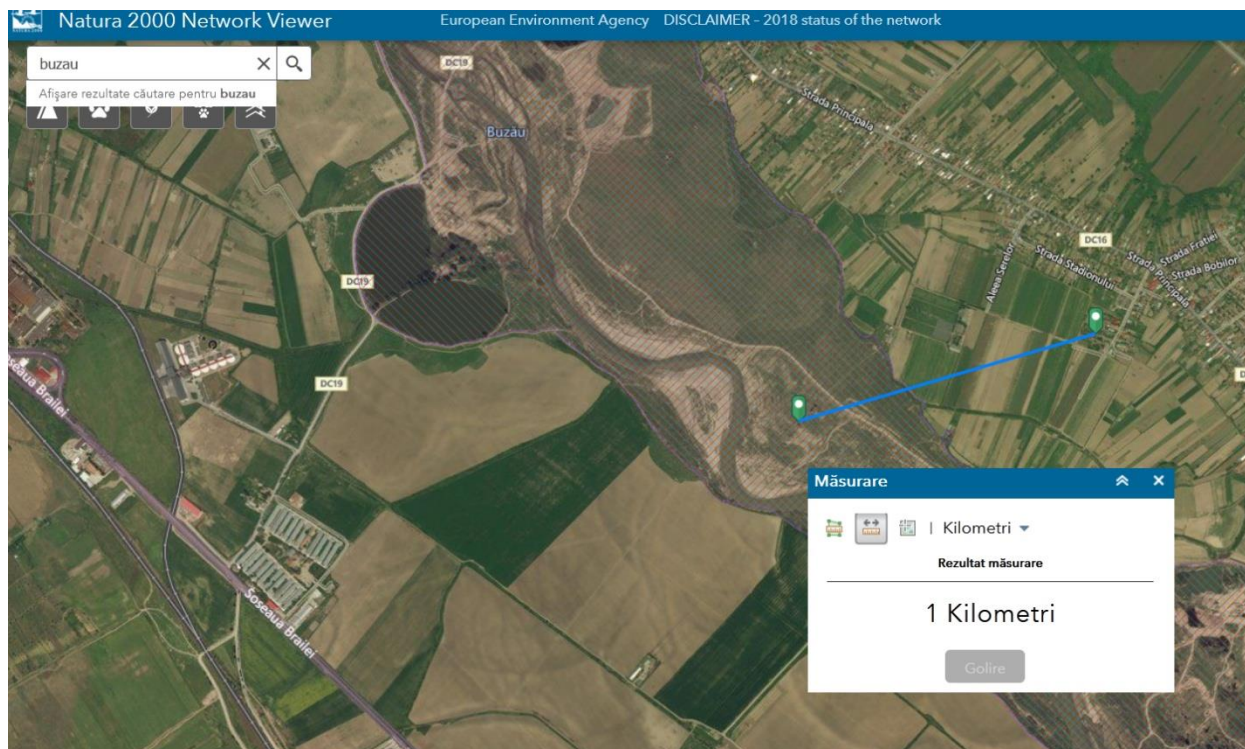 Natura 2000 Network Viewer
European Environment Agency DISCLAIMER – 2018 status of the network
buzau
Afișare rezultate căutare pentru buzau
DC19
Buzău
Strada Principala
DC16
Strada Fratiei
Strada Bobilor
Strada Principala
Strada Stadionului
Aleea Serelor
DC19
DC19
seaua Brailei
Soseaua Brailei
Măsurare
| Kilometri
Rezultat măsurare
1 Kilometri
Golire